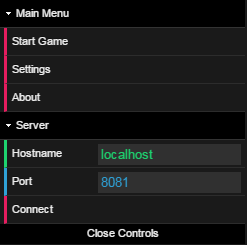 Main Menu
Start Game
Settings
About
Server
Hostname localhost
Port 8081
Connect
Close Controls